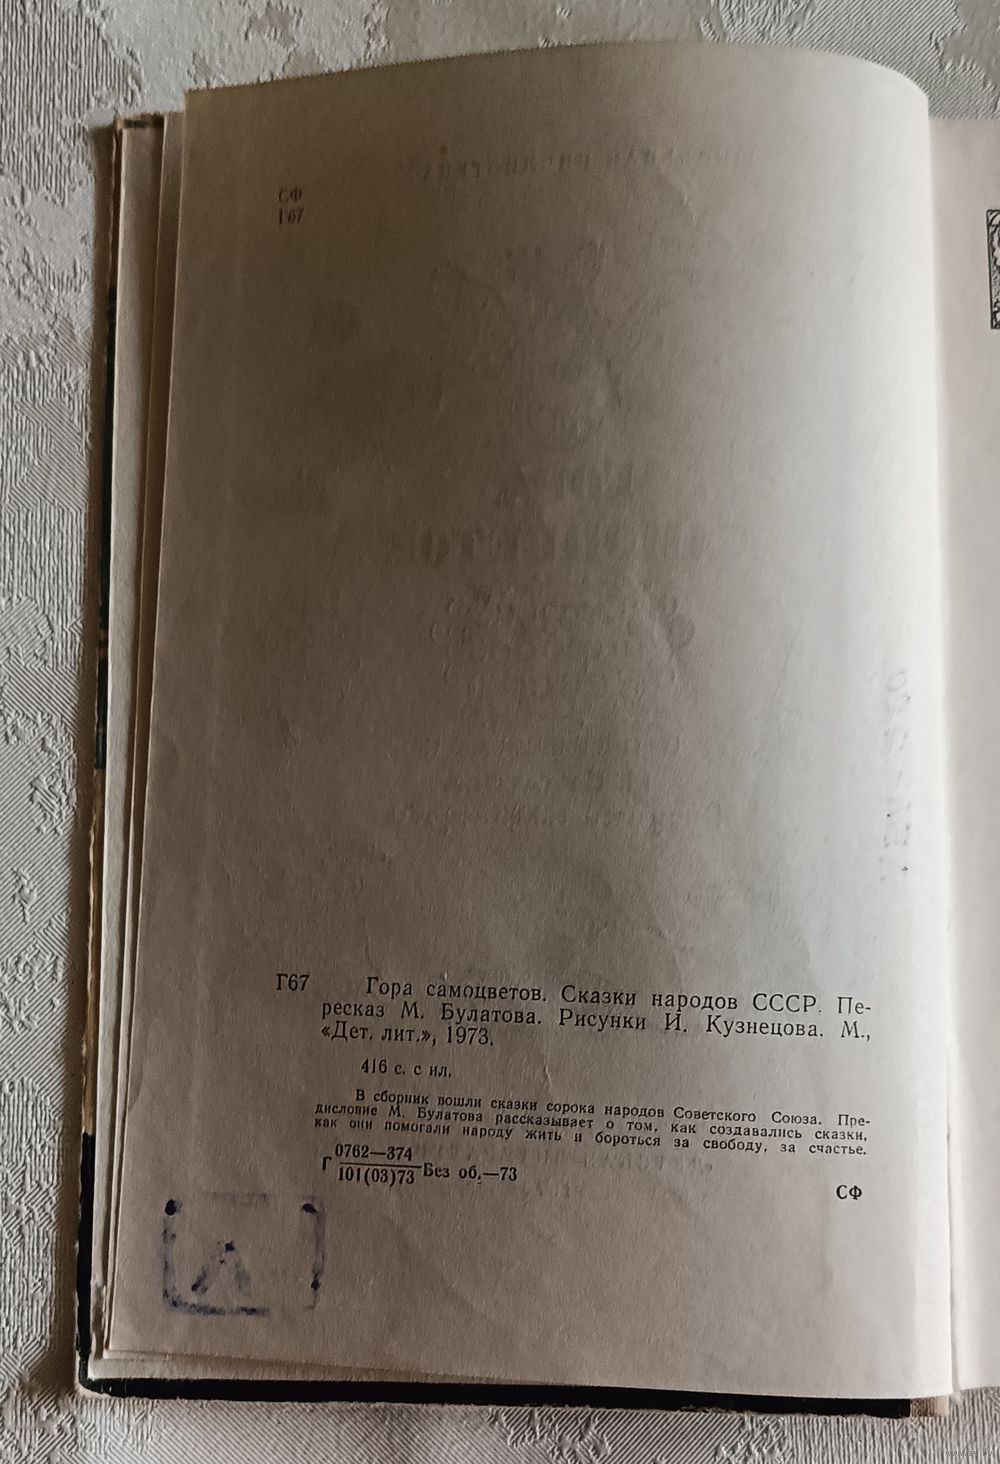 СФ
Г67
Г67 Гора самоцветов. Сказки народов СССР. Пе-
ресказ М. Булатова. Рисунки И. Кузнецова. М.,
«Дет. лит.», 1973.
416 с. с ил.
В сборник вошли сказки сорока народов Советского Союза. Пре-
дисловие М. Булатова рассказывает о том, как создавались сказки,
как они помогали народу жить и бороться за свободу, за счастье.
0762—374
Г 101(03)73 Без об.—73
СФ